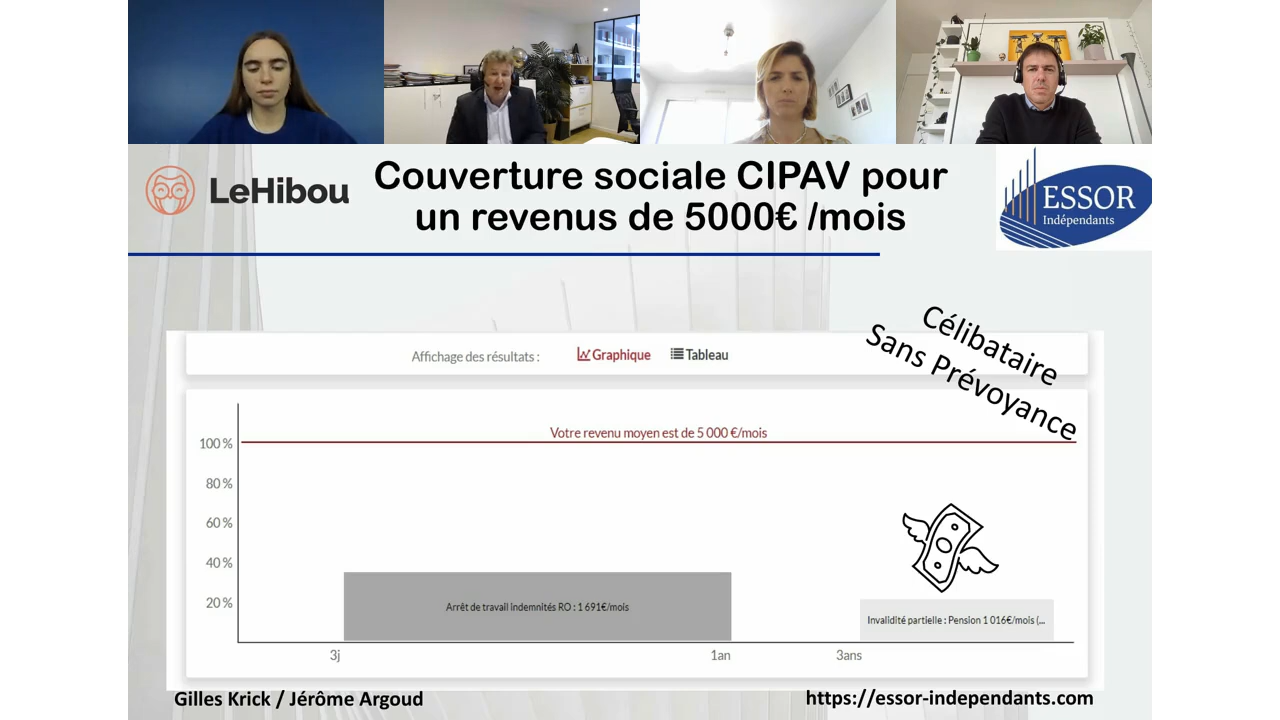 LeHibou
Couverture sociale CIPAV pour
un revenus de 5000€ /mois
ESSOR
Indépendants
Célibataire
Sans Prévoyance
Affichage des résultats :
Graphique
Tableau
Votre revenu moyen est de 5 000 €/mois
100 %
80 %
60 %
40 %
20 %
Arrêt de travail indemnités RO : 1 691€/mois
Invalidité partielle : Pension 1 016€/mois (...
3j
1an
3ans
Gilles Krick / Jérôme Argoud
https://essor-independants.com